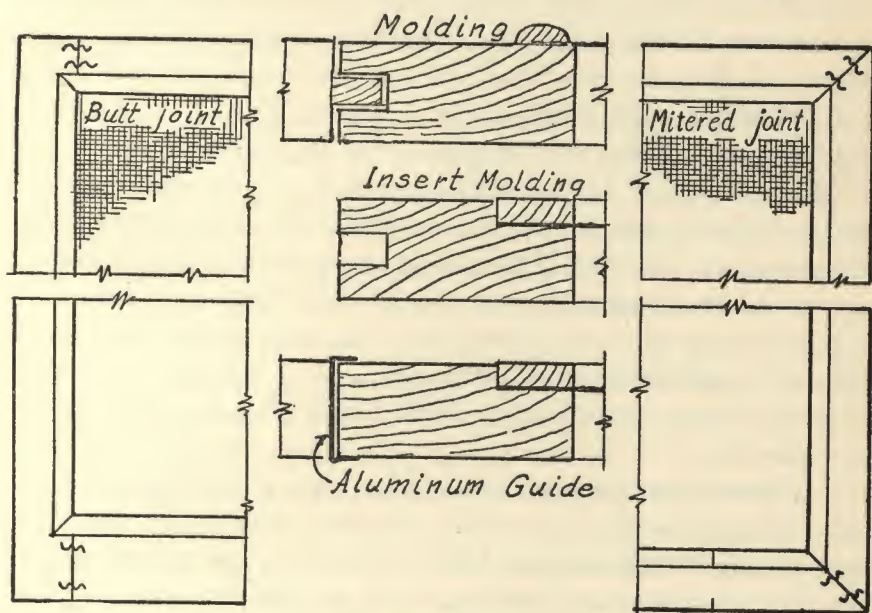 Molding
Butt joint
Mitered joint
Insert Molding
Aluminum Guide